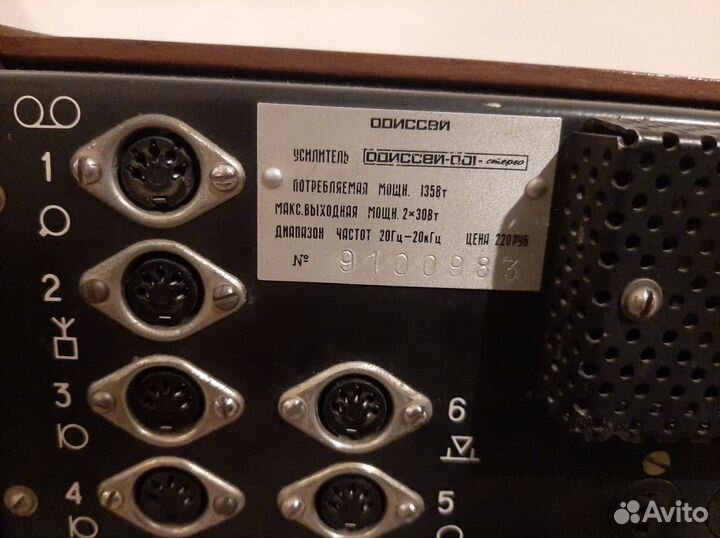 ОДИССЕЙ
УСИЛИТЕЛЬ ОДИССЕЙ-001-стерео
ПОТРЕБЛЯЕМАЯ МОЩН. 135Вт
МАКС.ВЫХОДНАЯ МОЩН. 2×30Вт
ДИАПАЗОН ЧАСТОТ 20Гц-20кГц ЦЕНА 220РУБ
№ 9100983
1
2
3
4
6
5
Avito